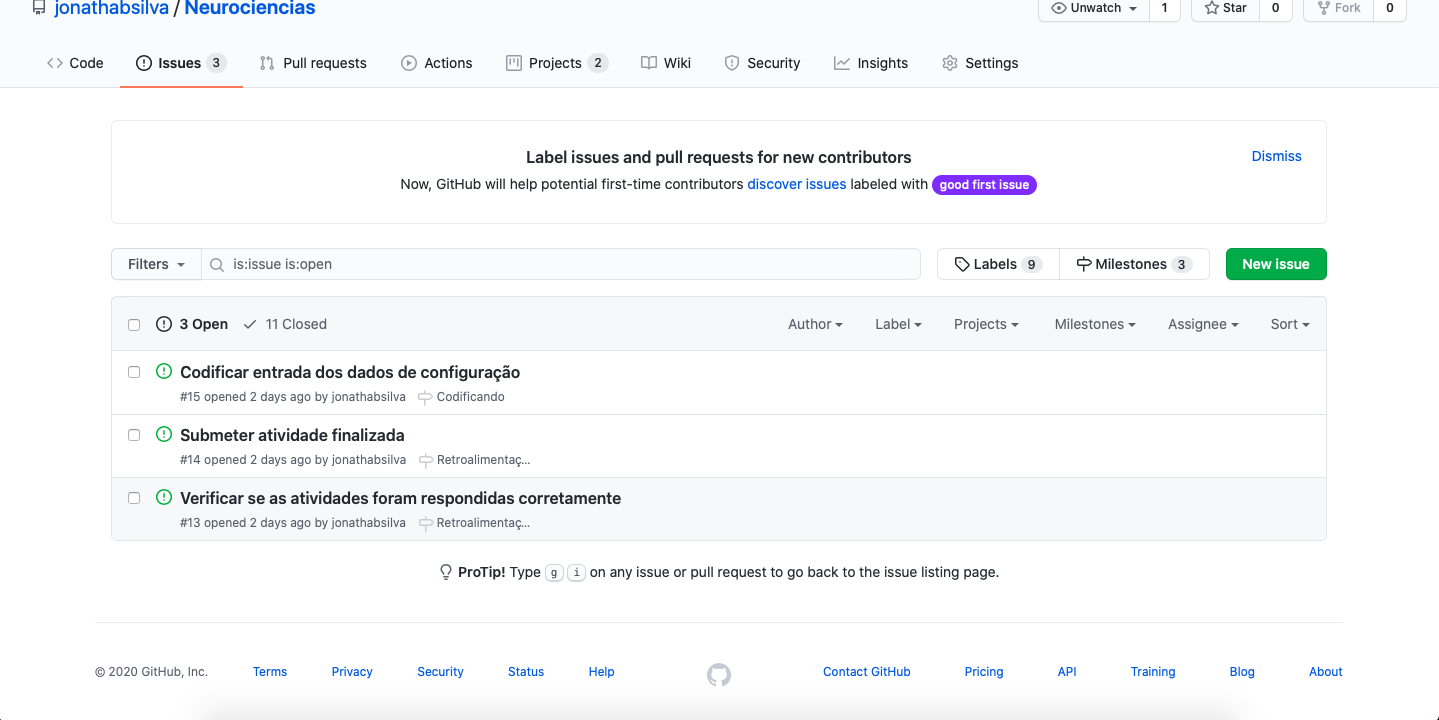 jonathabsilva / Neurociencias
Unwatch 1 Star 0 Fork 0
Code Issues 3 Pull requests Actions Projects 2 Wiki Security Insights Settings
Label issues and pull requests for new contributors
Dismiss
Now, GitHub will help potential first-time contributors discover issues labeled with good first issue
Filters is:issue is:open Labels 9 Milestones 3 New issue
3 Open 11 Closed Author Label Projects Milestones Assignee Sort
Codificar entrada dos dados de configuração
#15 opened 2 days ago by jonathabsilva Codificando
Submeter atividade finalizada
#14 opened 2 days ago by jonathabsilva Retroalimentaç...
Verificar se as atividades foram respondidas corretamente
#13 opened 2 days ago by jonathabsilva Retroalimentaç...
ProTip! Type g i on any issue or pull request to go back to the issue listing page.
© 2020 GitHub, Inc. Terms Privacy Security Status Help Contact GitHub Pricing API Training Blog About